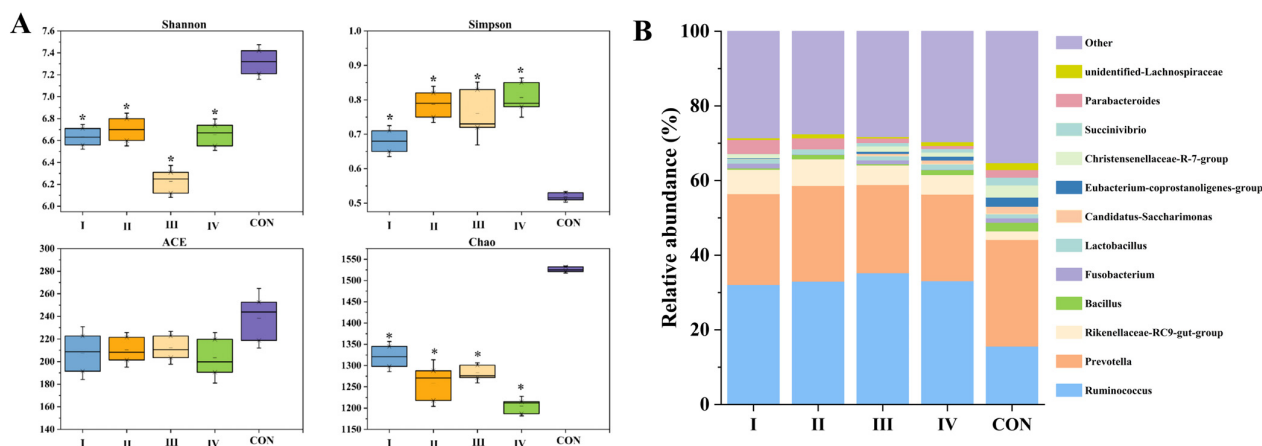 A
Shannon
7.6
7.4
7.2
7.0
6.8
6.6
6.4
6.2
6.0
*
*
*
*
I
II
III
IV
CON
Simpson
1.0
0.9
0.8
0.7
0.6
0.5
*
*
*
*
I
II
III
IV
CON
ACE
300
280
260
240
220
200
180
160
140
I
II
III
IV
CON
Chao
1550
1500
1450
1400
1350
1300
1250
1200
1150
*
*
*
*
I
II
III
IV
CON
B
Relative abundance (%)
100
80
60
40
20
0
I
II
III
IV
CON
Other
unidentified-Lachnospiraceae
Parabacteroides
Succinivibrio
Christensenellaceae-R-7-group
Eubacterium-coprostanoligenes-group
Candidatus-Saccharimonas
Lactobacillus
Fusobacterium
Bacillus
Rikenellaceae-RC9-gut-group
Prevotella
Ruminococcus